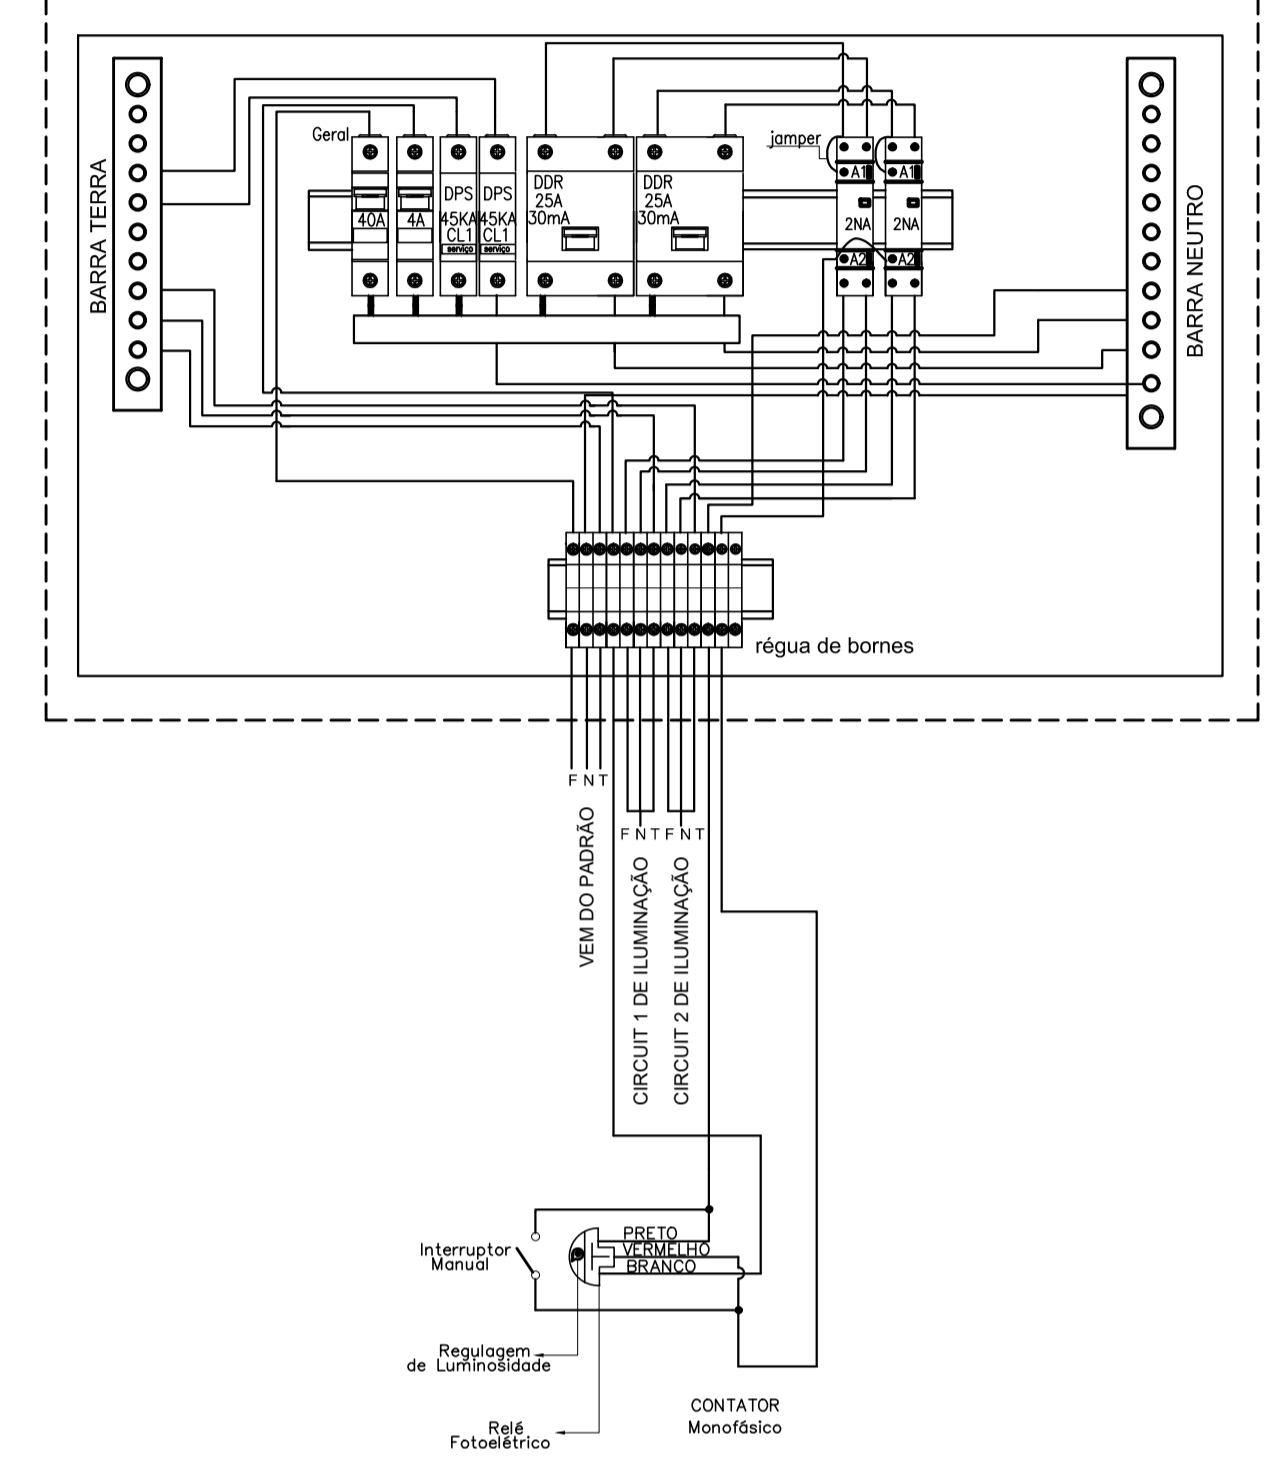 Geral
jamper
BARRA TERRA
BARRA NEUTRO
40A
4A
DPS
45KA
CL1
serviço
DPS
45KA
CL1
serviço
DDR
25A
30mA
DDR
25A
30mA
A1
2NA
A2
A1
2NA
A2
régua de bornes
F N T
VEM DO PADRÃO
F N T F N T
CIRCUIT 1 DE ILUMINAÇÃO
CIRCUIT 2 DE ILUMINAÇÃO
PRETO
VERMELHO
BRANCO
Interruptor
Manual
Regulagem
de Luminosidade
Relé
Fotoelétrico
CONTATOR
Monofásico